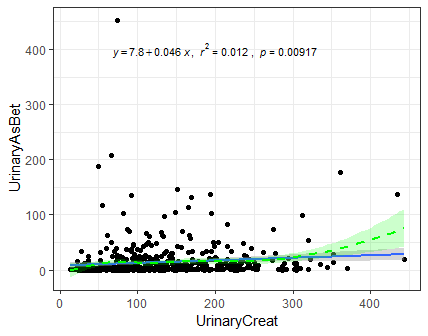 400
300
200
100
0
UrinaryAsBet
y = 7.8 + 0.046 x , r² = 0.012 , p = 0.00917
0 100 200 300 400
UrinaryCreat